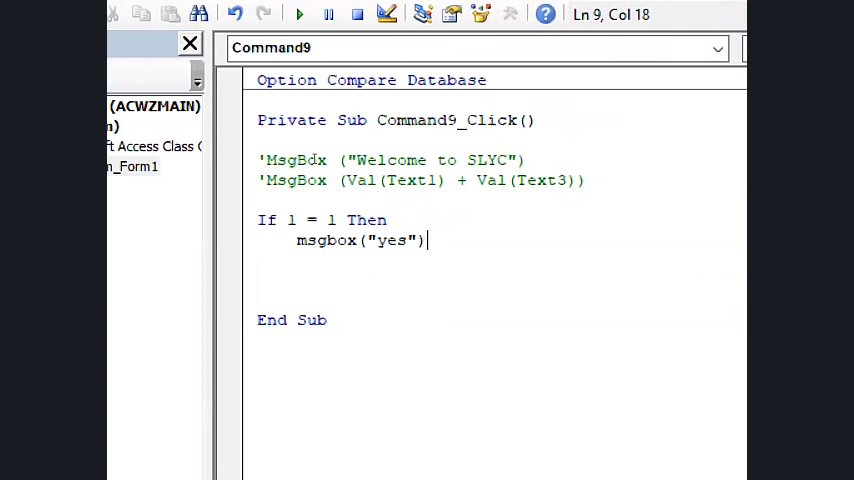 Ln 9, Col 18
Command9
(ACWZMAIN)
Option Compare Database
Private Sub Command9_Click()
ft Access Class
m_Form1
'MsgBox ("Welcome to SLYC")
'MsgBox (Val(Text1) + Val(Text3))
If 1 = 1 Then
msgbox("yes")
End Sub